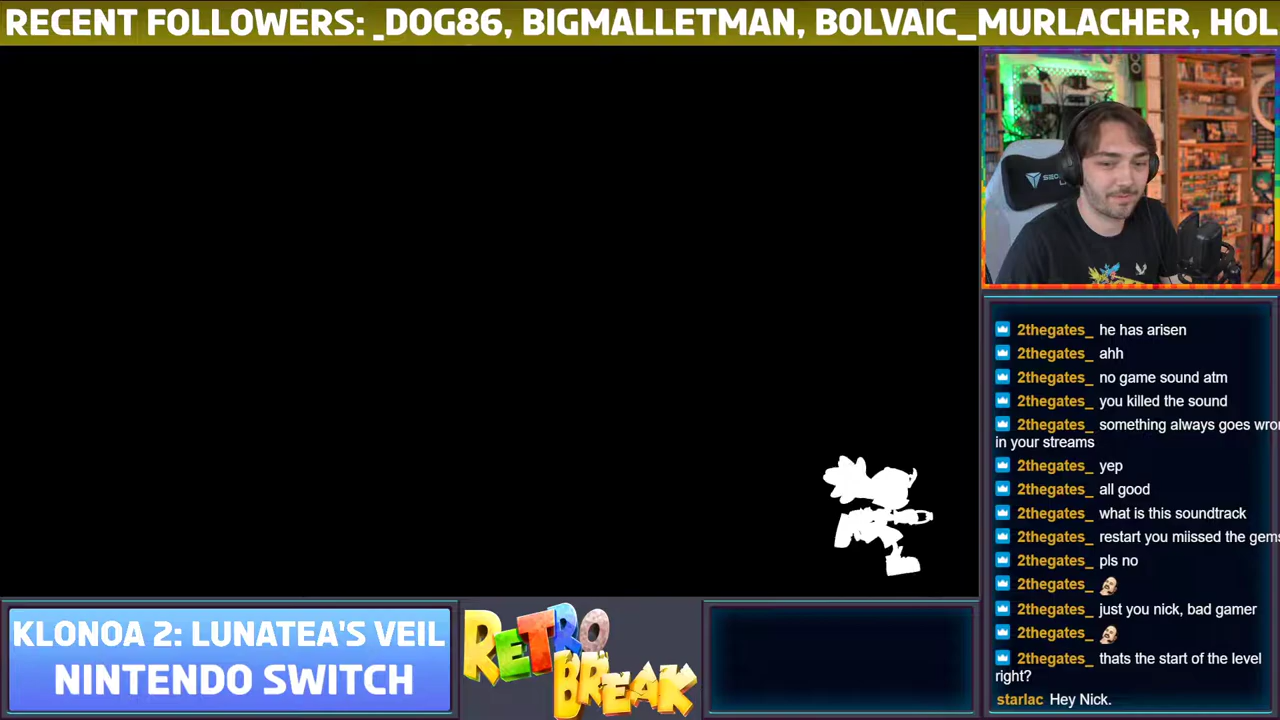 RECENT FOLLOWERS: _DOG86, BIGMALLETMAN, BOLVAIC_MURLACHER, HOL
2thegates_ he has arisen
2thegates_ ahh
2thegates_ no game sound atm
2thegates_ you killed the sound
2thegates_ something always goes wro
in your streams
2thegates_ yep
2thegates_ all good
2thegates_ what is this soundtrack
2thegates_ restart you miissed the gems
2thegates_ pls no
2thegates_
2thegates_ just you nick, bad gamer
2thegates_
2thegates_ thats the start of the level
right?
starlac Hey Nick.
KLONOA 2: LUNATEA'S VEIL
NINTENDO SWITCH
RETRO
BREAK